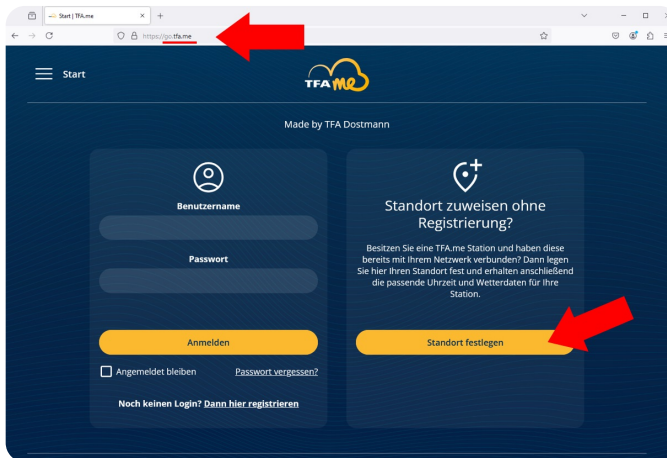 Start | TFA.me
https://go.tfa.me
Start
TFA me
Made by TFA Dostmann
Benutzername
Passwort
Anmelden
Angemeldet bleiben Passwort vergessen?
Noch keinen Login? Dann hier registrieren
Standort zuweisen ohne
Registrierung?
Besitzen Sie eine TFA.me Station und haben diese
bereits mit Ihrem Netzwerk verbunden? Dann legen
Sie hier Ihren Standort fest und erhalten anschließend
die passende Uhrzeit und Wetterdaten für Ihre
Station.
Standort festlegen